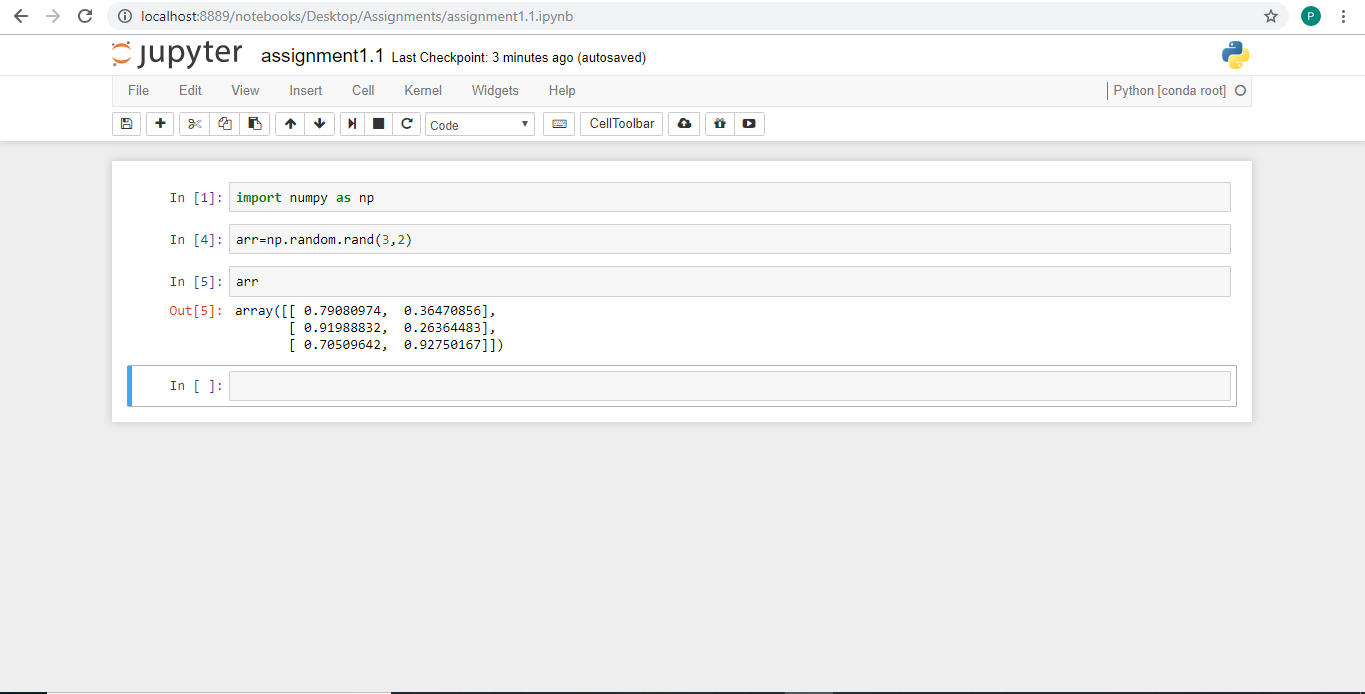 localhost:8889/notebooks/Desktop/Assignments/assignment1.1.ipynb
P
jupyter assignment1.1 Last Checkpoint: 3 minutes ago (autosaved)
File Edit View Insert Cell Kernel Widgets Help Python [conda root]
Code CellToolbar
In [1]: import numpy as np
In [4]: arr=np.random.rand(3,2)
In [5]: arr
Out[5]: array([[ 0.79080974,  0.36470856],
[ 0.91988832,  0.26364483],
[ 0.70509642,  0.92750167]])
In [ ]: